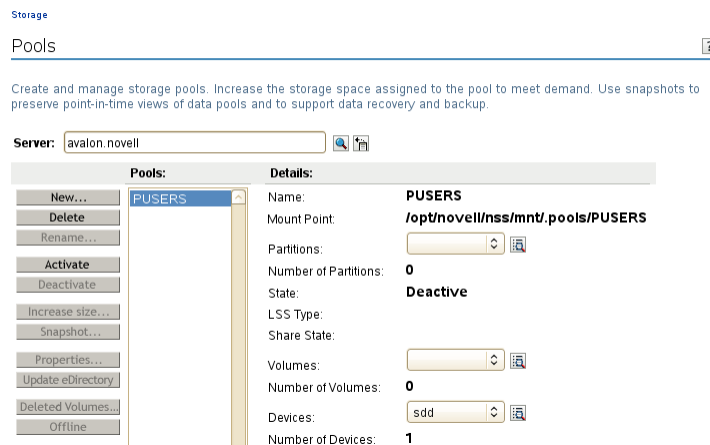 Storage
Pools
?
Create and manage storage pools. Increase the storage space assigned to the pool to meet demand. Use snapshots to
preserve point-in-time views of data pools and to support data recovery and backup.
Server: avalon.novell
Pools: Details:
New...
Delete
Rename...
Activate
Deactivate
Increase size...
Snapshot...
Properties...
Update eDirectory
Deleted Volumes...
Offline
PUSERS
Name: PUSERS
Mount Point: /opt/novell/nss/mnt/.pools/PUSERS
Partitions:
Number of Partitions: 0
State: Deactive
LSS Type:
Share State:
Volumes:
Number of Volumes: 0
Devices: sdd
Number of Devices: 1